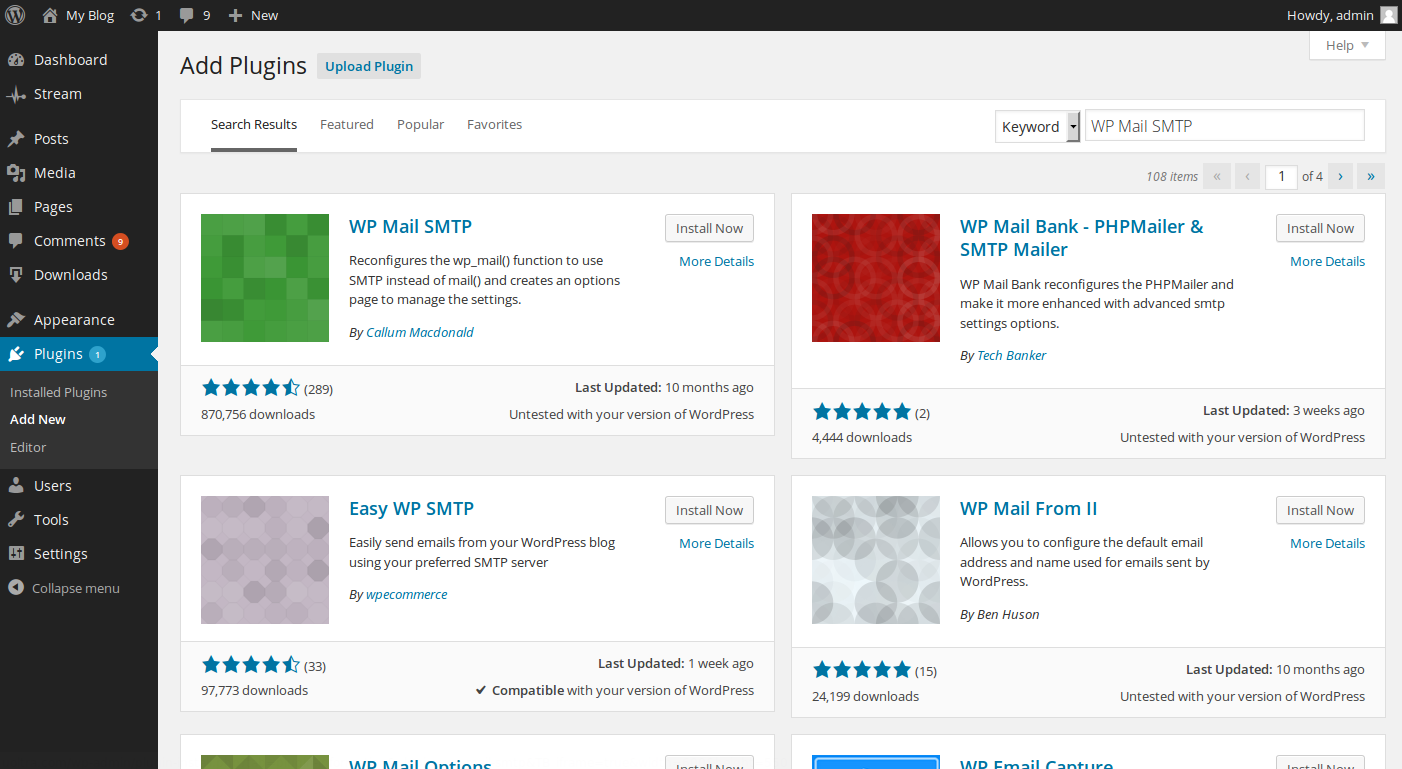 My Blog 1 9 New Howdy, admin
Help
Dashboard
Stream
Posts
Media
Pages
Comments 9
Downloads
Appearance
Plugins 1
Installed Plugins
Add New
Editor
Users
Tools
Settings
Collapse menu
Add Plugins Upload Plugin
Search Results Featured Popular Favorites Keyword WP Mail SMTP
108 items « ‹ 1 of 4 › »
WP Mail SMTP
Install Now
More Details
Reconfigures the wp_mail() function to use
SMTP instead of mail() and creates an options
page to manage the settings.
By Callum Macdonald
(289) Last Updated: 10 months ago
870,756 downloads Untested with your version of WordPress
WP Mail Bank - PHPMailer &
SMTP Mailer
Install Now
More Details
WP Mail Bank reconfigures the PHPMailer and
make it more enhanced with advanced smtp
settings options.
By Tech Banker
(2) Last Updated: 3 weeks ago
4,444 downloads Untested with your version of WordPress
Easy WP SMTP
Install Now
More Details
Easily send emails from your WordPress blog
using your preferred SMTP server
By wpecommerce
(33) Last Updated: 1 week ago
97,773 downloads ✔ Compatible with your version of WordPress
WP Mail From II
Install Now
More Details
Allows you to configure the default email
address and name used for emails sent by
WordPress.
By Ben Huson
(15) Last Updated: 10 months ago
24,199 downloads Untested with your version of WordPress
WP Mail Options Install Now
WP Email Capture Install Now